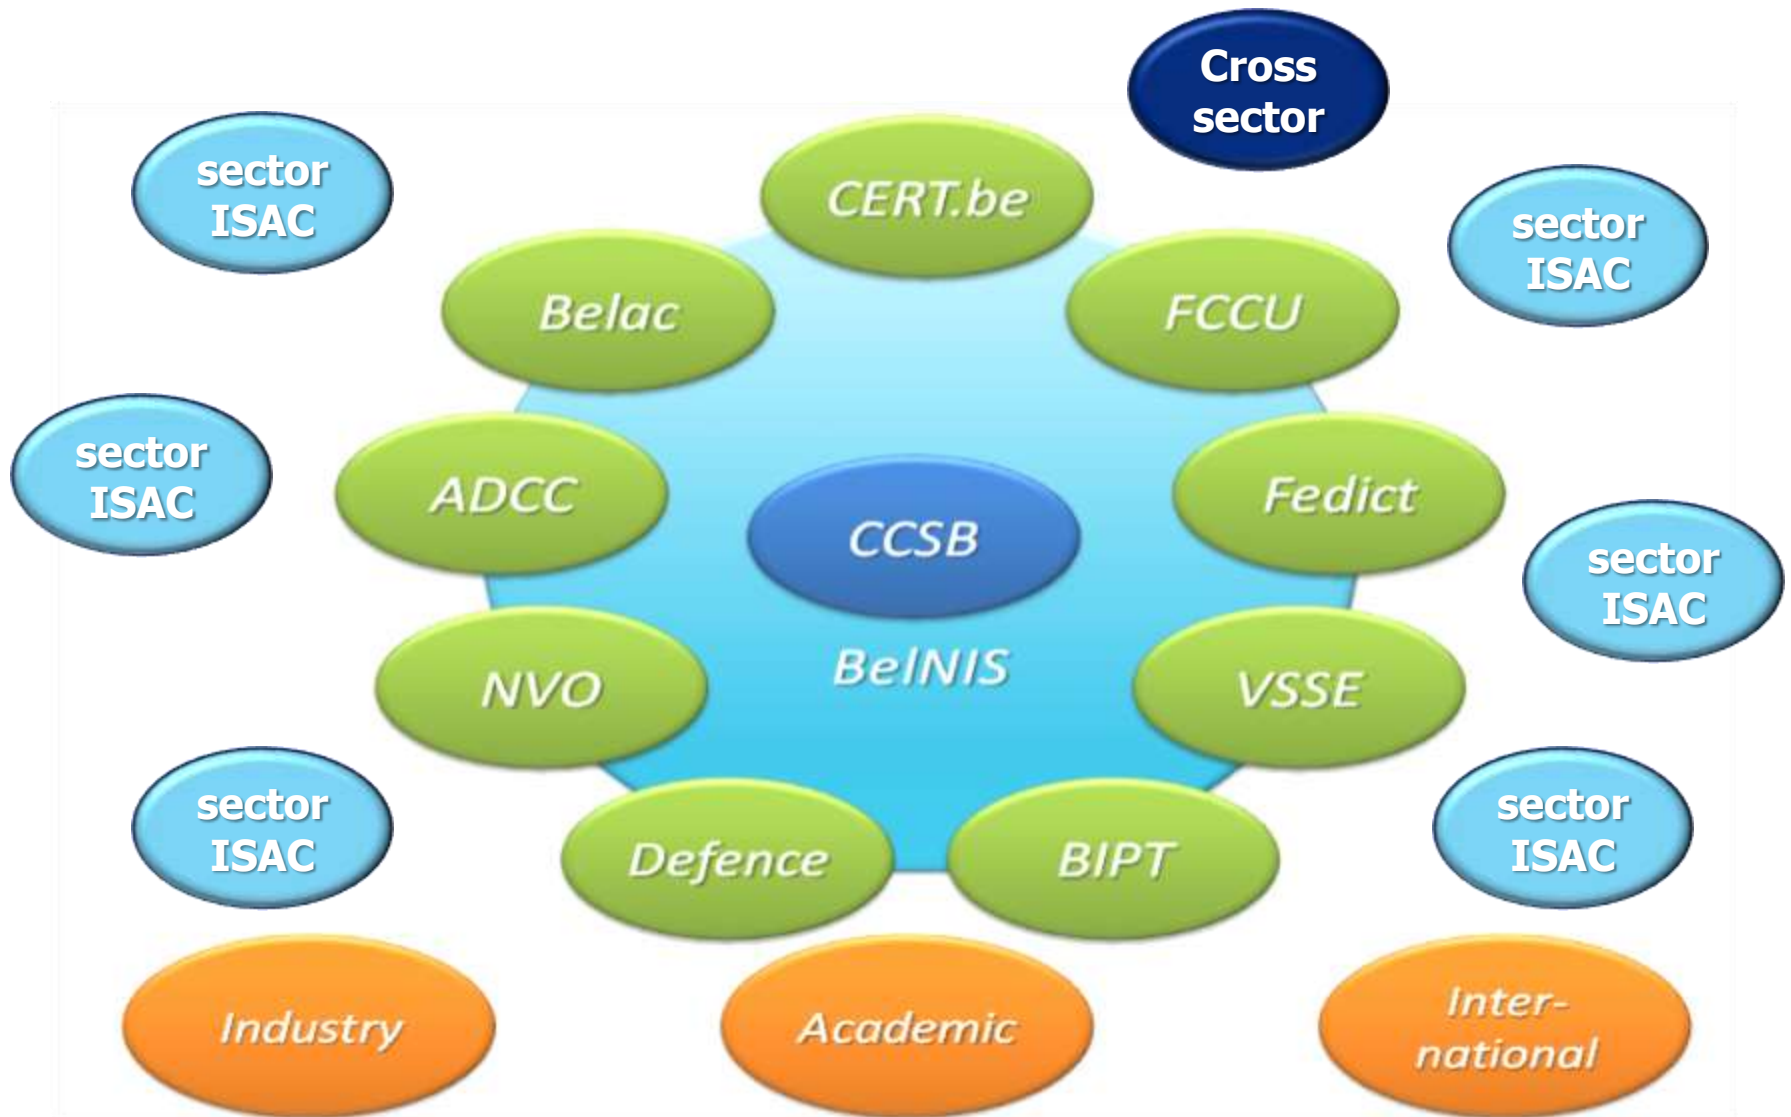 Cross
sector
sector
ISAC
CERT.be
sector
ISAC
Belac
FCCU
sector
ISAC
ADCC
Fedict
CCSB
sector
ISAC
BelNIS
NVO
VSSE
sector
ISAC
Defence
BIPT
sector
ISAC
Industry
Academic
Inter-
national